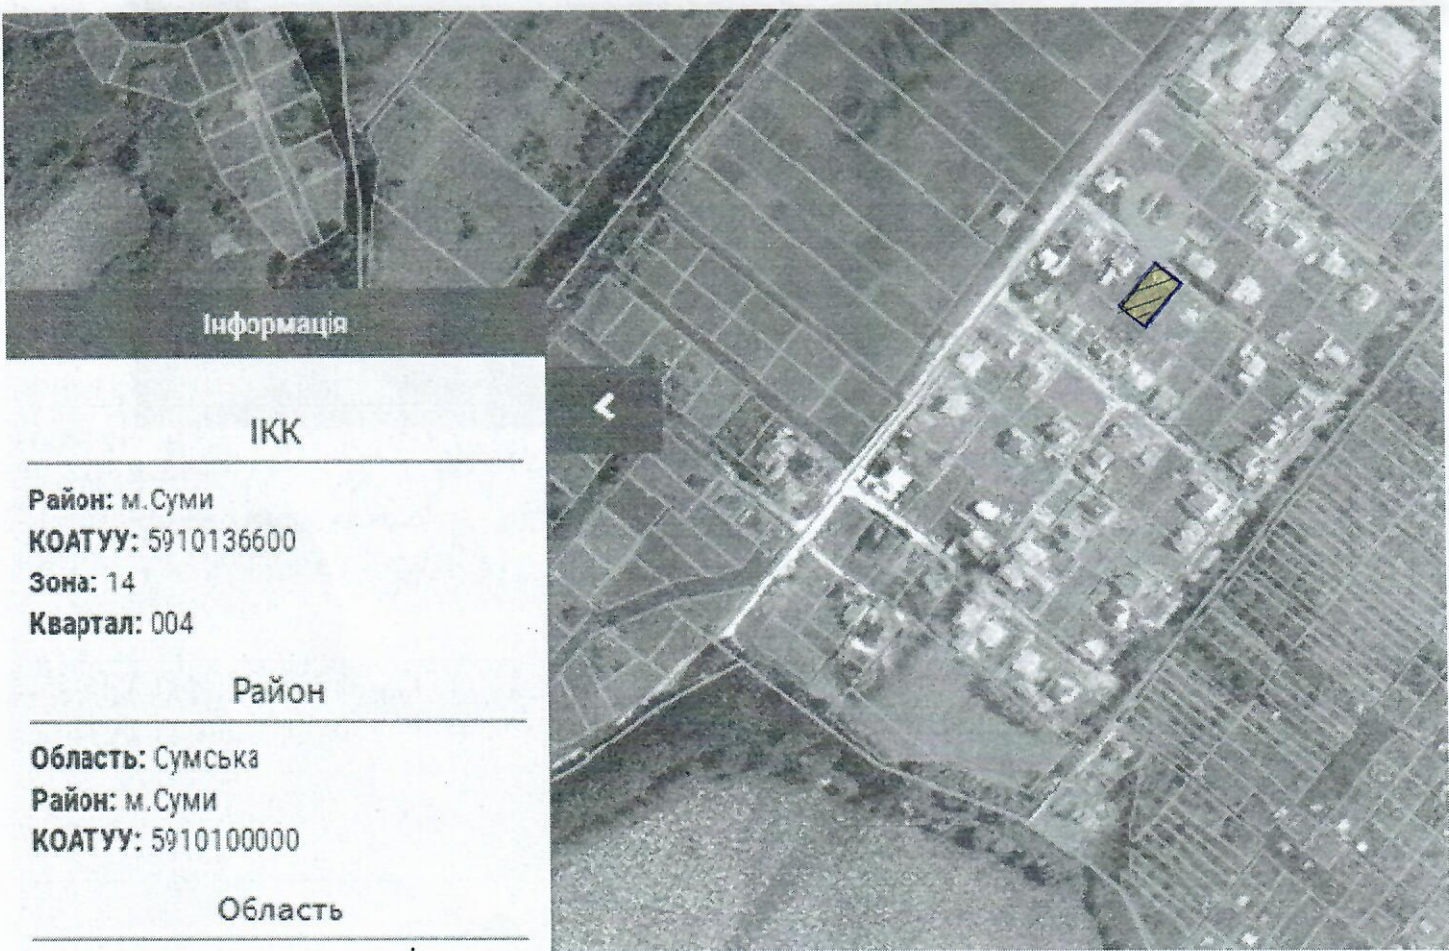 Інформація
ІКК
Район: м.Суми
КОАТУУ: 5910136600
Зона: 14
Квартал: 004
Район
Область: Сумська
Район: м.Суми
КОАТУУ: 5910100000
Область